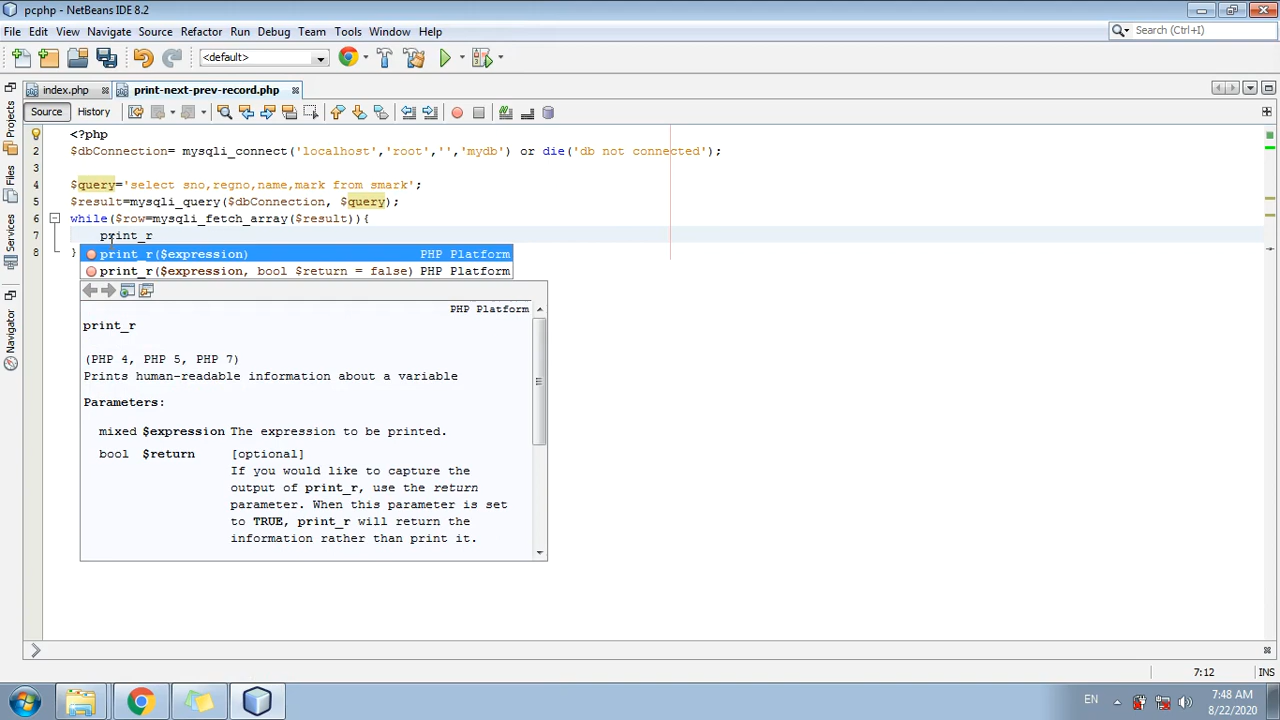 pcphp - NetBeans IDE 8.2
File Edit View Navigate Source Refactor Run Debug Team Tools Window Help
Search (Ctrl+I)
<default>
index.php print-next-prev-record.php
Source History
Projects
Files
Services
Navigator
<?php
2 $dbConnection= mysqli_connect('localhost','root','','mydb') or die('db not connected');
3
4 $query='select sno,regno,name,mark from smark';
5 $result=mysqli_query($dbConnection, $query);
6 while($row=mysqli_fetch_array($result)){
7 print_r
8 }
print_r($expression) PHP Platform
print_r($expression, bool $return = false) PHP Platform
PHP Platform
print_r
(PHP 4, PHP 5, PHP 7)
Prints human-readable information about a variable
Parameters:
mixed $expression The expression to be printed.
bool $return [optional]
If you would like to capture the
output of print_r, use the return
parameter. When this parameter is set
to TRUE, print_r will return the
information rather than print it.
7:12 INS
EN
7:48 AM
8/22/2020